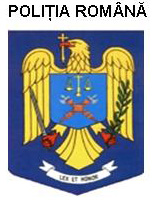 POLIȚIA ROMÂNĂ
LEX ET HONOR